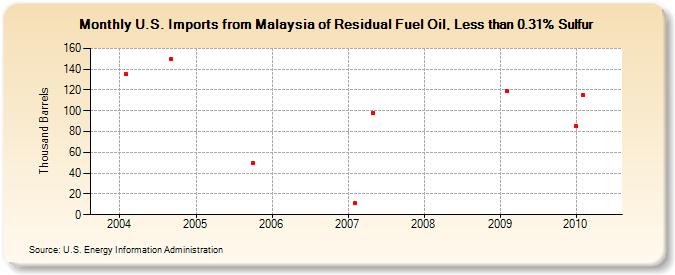 Monthly U.S. Imports from Malaysia of Residual Fuel Oil, Less than 0.31% Sulfur
Thousand Barrels
160
140
120
100
80
60
40
20
0
2004 2005 2006 2007 2008 2009 2010
Source: U.S. Energy Information Administration